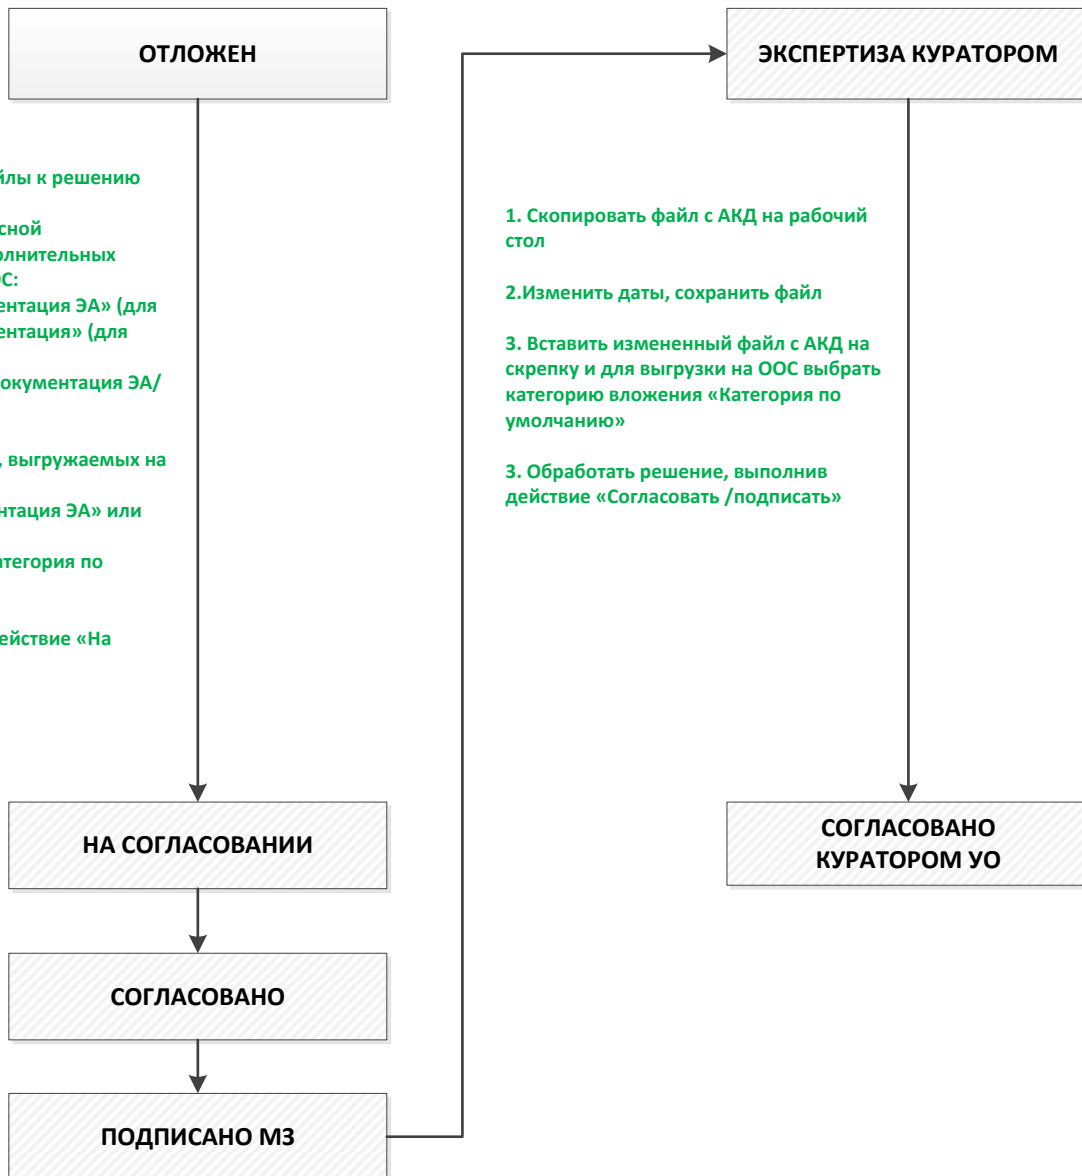 ОТЛОЖЕН
йлы к решению
сной
олнительных
ОС:
ентация ЭА» (для
ентация» (для
окументация ЭА/
, выгружаемых на
нтация ЭА» или
атегория по
ействие «На
НА СОГЛАСОВАНИИ
СОГЛАСОВАНО
ПОДПИСАНО МЗ
ЭКСПЕРТИЗА КУРАТОРОМ
1. Скопировать файл с АКД на рабочий
стол
2.Изменить даты, сохранить файл
3. Вставить измененный файл с АКД на
скрепку и для выгрузки на ООС выбрать
категорию вложения «Категория по
умолчанию»
3. Обработать решение, выполнив
действие «Согласовать /подписать»
СОГЛАСОВАНО
КУРАТОРОМ УО